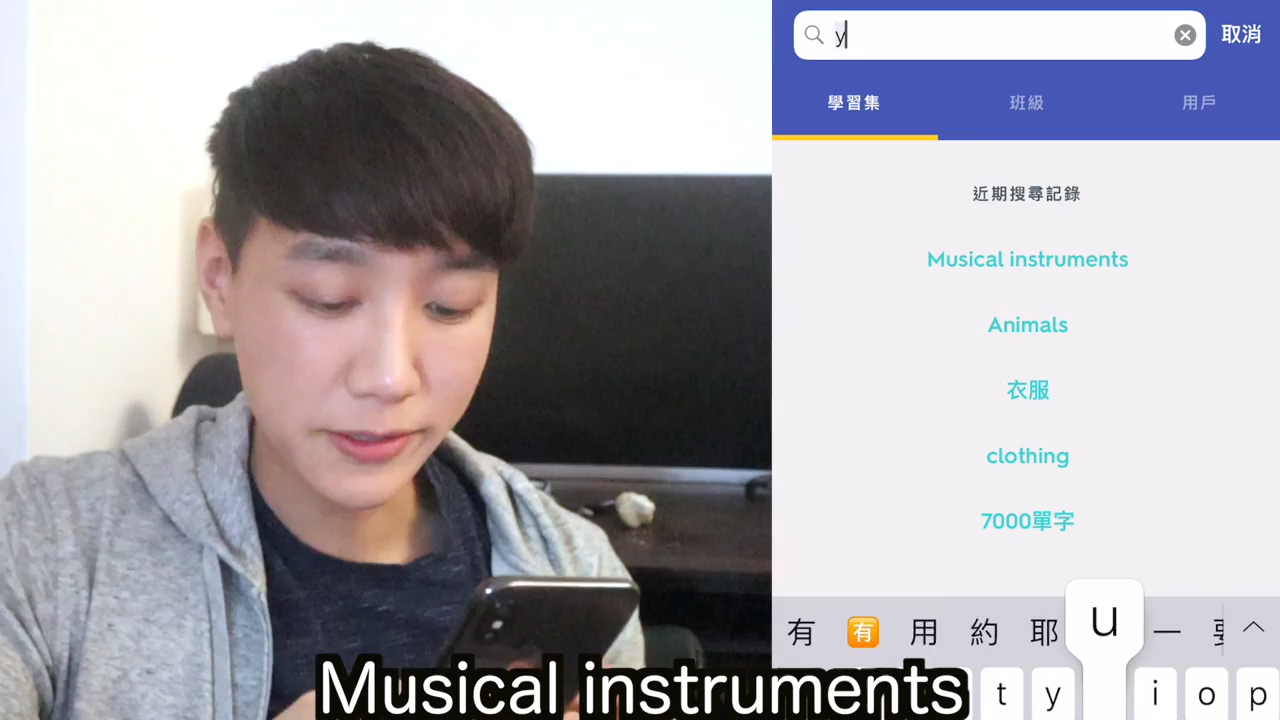 y
取消
學習集
班級
用戶
近期搜尋記錄
Musical instruments
Animals
衣服
clothing
7000單字
有 🈶 用 約 耶 u 一
t y i o p
Musical instruments